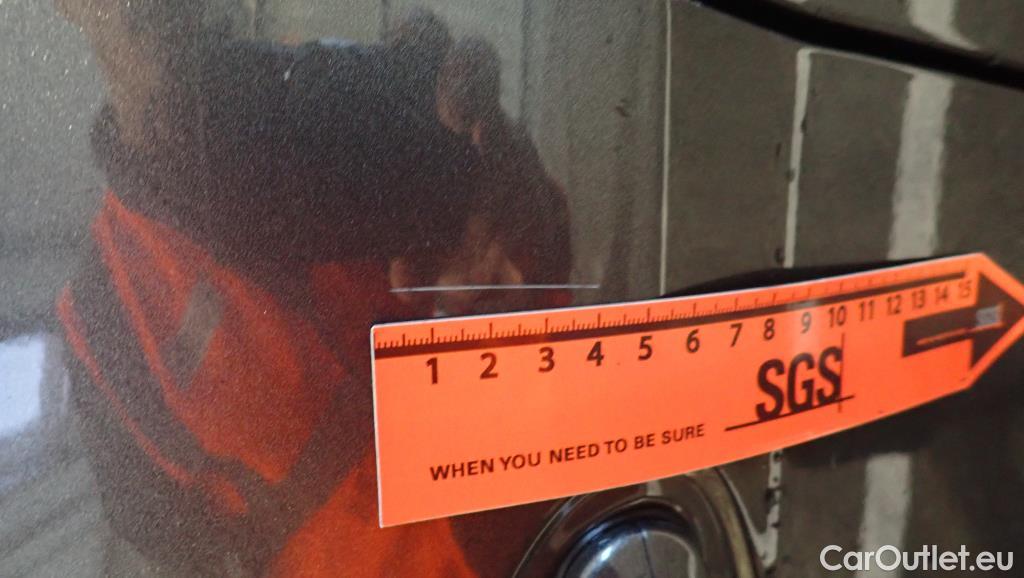 1 2 3 4 5 6 7 8 9 10 11 12 13 14 15
SGS
WHEN YOU NEED TO BE SURE
CarOutlet.eu